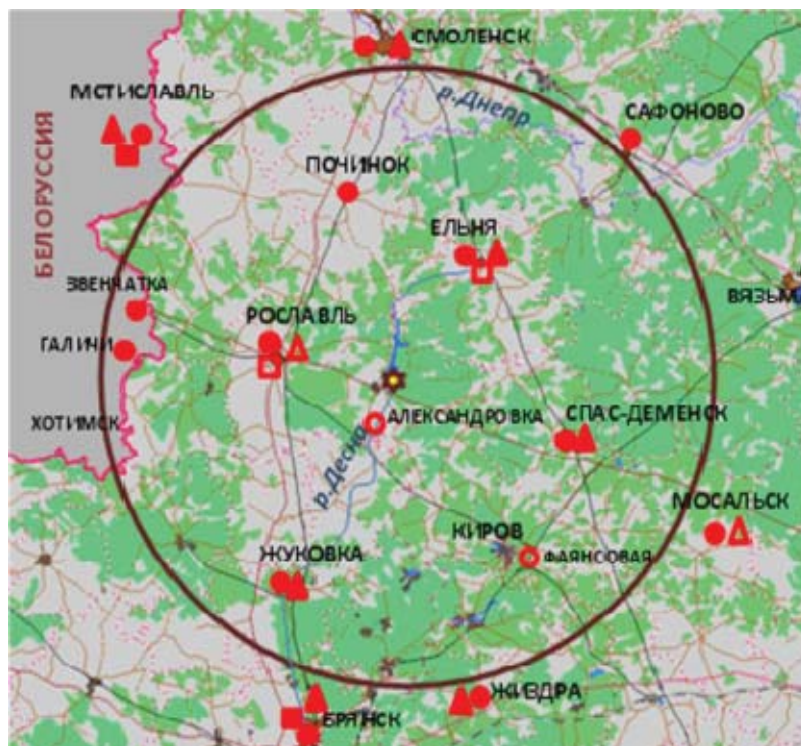 СМОЛЕНСК
МСТИСЛАВЛЬ
р.Днепр
САФОНОВО
БЕЛОРУССИЯ
ПОЧИНОК
ЕЛЬНЯ
ЗВЕНЧАТКА
ВЯЗЬМ
РОСЛАВЛЬ
ГАЛИЧИ
ХОТИМСК
АЛЕКСАНДРОВКА
СПАС-ДЕМЕНСК
р.Десна
МОСАЛЬСК
КИРОВ
ЖУКОВКА
ФАЯНСОВАЯ
ЖИЗДРА
БРЯНСК